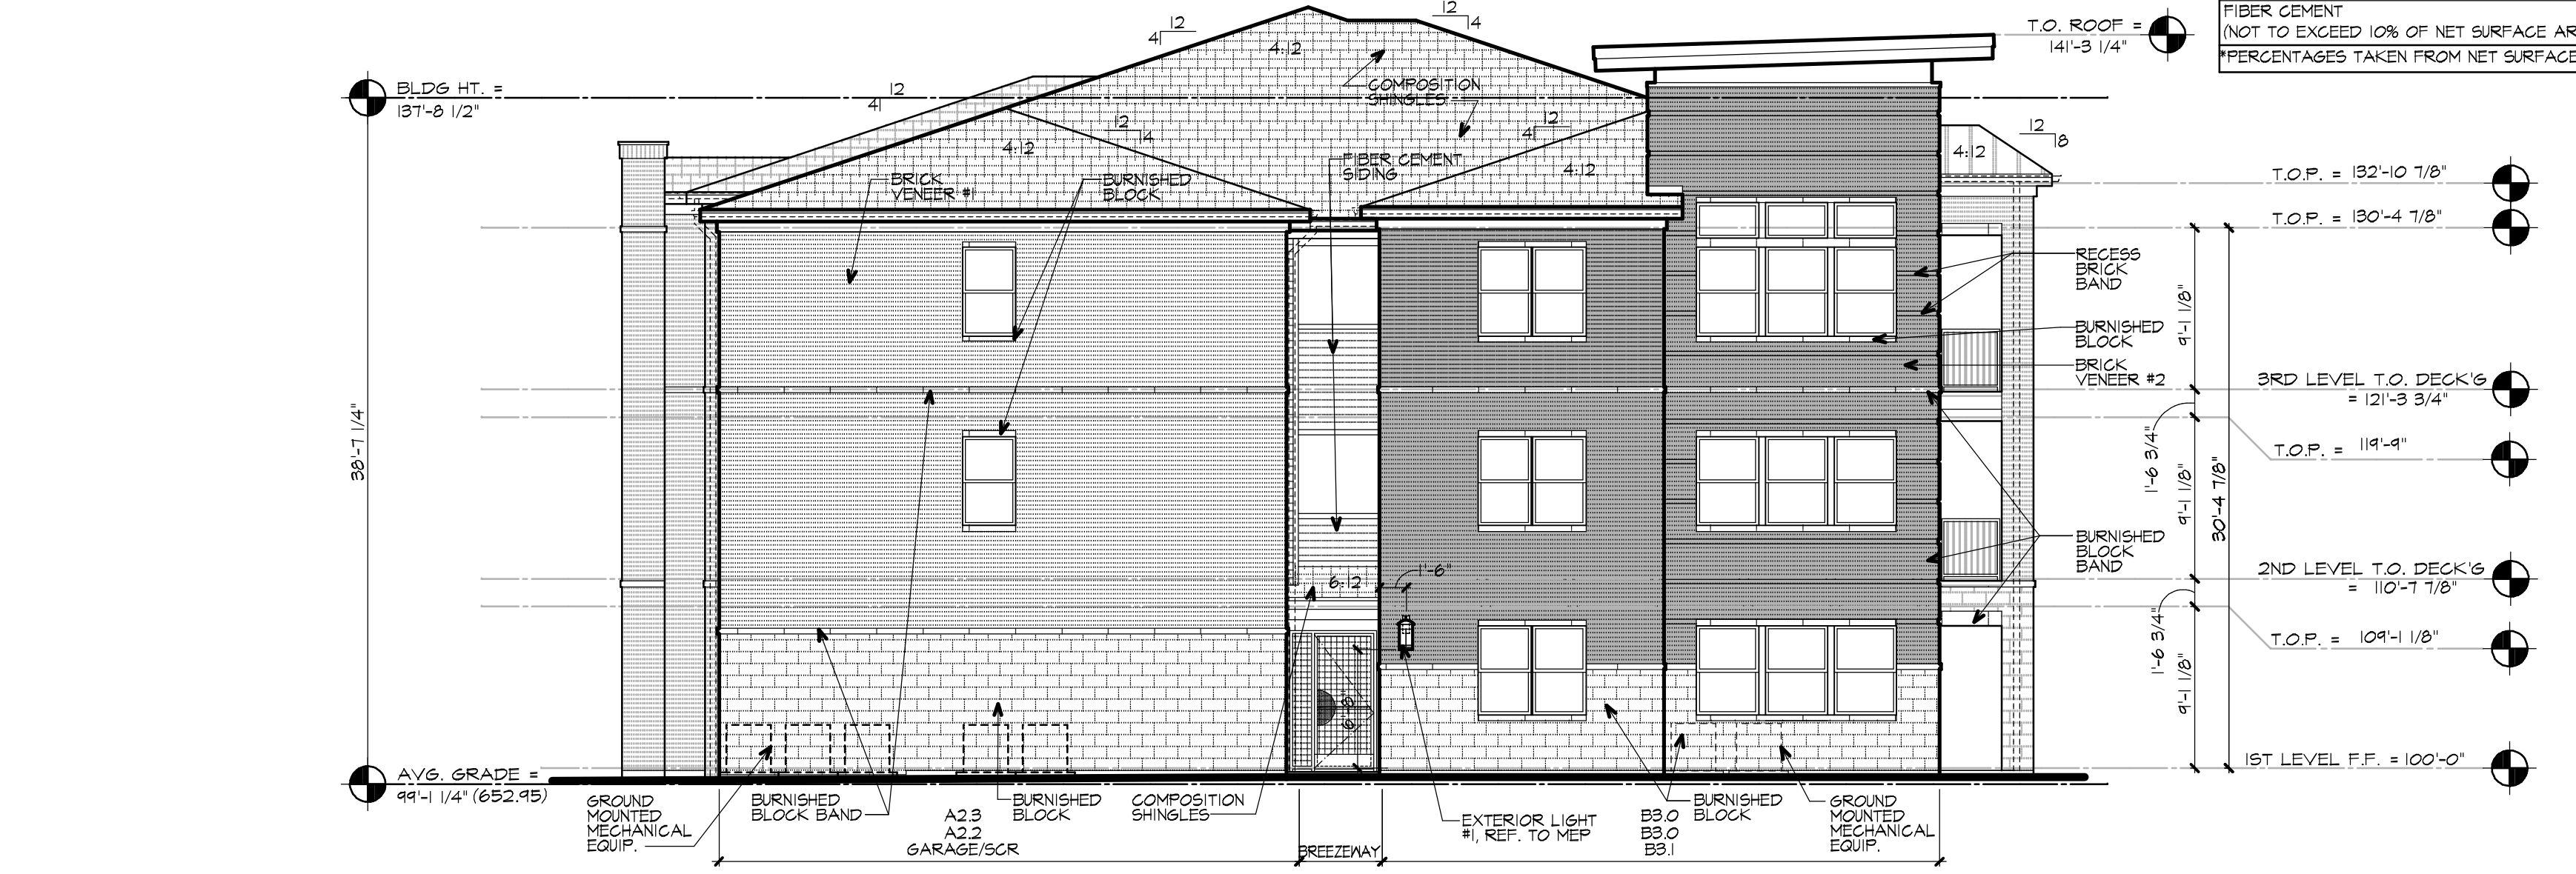 FIBER CEMENT
(NOT TO EXCEED 10% OF NET SURFACE AR
*PERCENTAGES TAKEN FROM NET SURFACE
T.O. ROOF =
141'-3 1/4"
12
4
12
4
4:12
COMPOSITION
SHINGLES
BLDG HT. =
137'-8 1/2"
12
4
12
4
4:12
12
4
4:12
12
8
4:12
FIBER CEMENT
SIDING
BRICK
VENEER #1
BURNISHED
BLOCK
T.O.P. = 132'-10 7/8"
T.O.P. = 130'-4 7/8"
RECESS
BRICK
BAND
BURNISHED
BLOCK
BRICK
VENEER #2
9'-1 1/8"
3RD LEVEL T.O. DECK'G
= 121'-3 3/4"
38'-7 1/4"
1'-6 3/4"
T.O.P. = 119'-9"
9'-1 1/8"
30'-4 7/8"
BURNISHED
BLOCK
BAND
2ND LEVEL T.O. DECK'G
= 110'-7 7/8"
6:12
1'-6"
1'-6 3/4"
T.O.P. = 109'-1 1/8"
9'-1 1/8"
6'-8"
1ST LEVEL F.F. = 100'-0"
AVG. GRADE =
99'-1 1/4" (652.95)
GROUND
MOUNTED
MECHANICAL
EQUIP.
BURNISHED
BLOCK BAND
A2.3
A2.2
GARAGE/SCR
BURNISHED
BLOCK
COMPOSITION
SHINGLES
BREEZEWAY
EXTERIOR LIGHT
#1, REF. TO MEP
B3.0
B3.0
B3.1
BURNISHED
BLOCK
GROUND
MOUNTED
MECHANICAL
EQUIP.